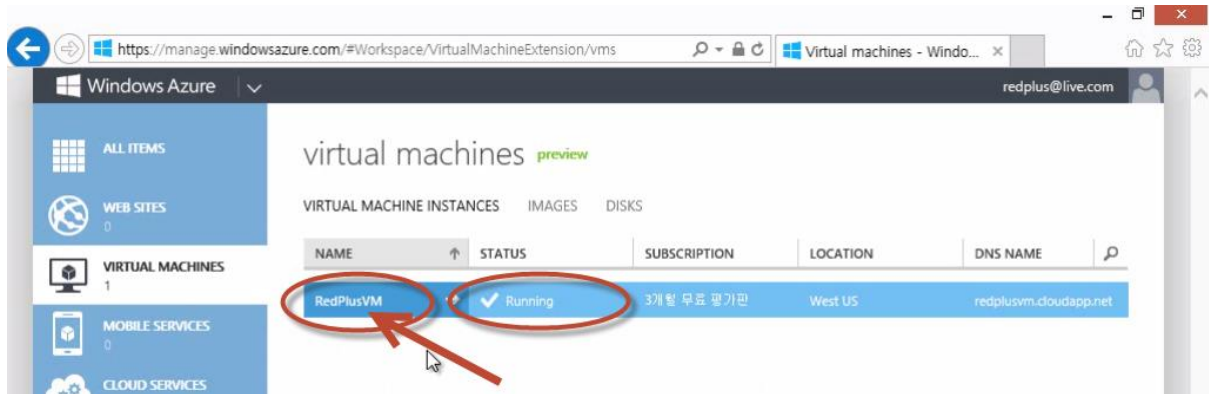 https://manage.windowsazure.com/#Workspace/VirtualMachineExtension/vms
Virtual machines - Windo...
Windows Azure
redplus@live.com
ALL ITEMS
virtual machines preview
WEB SITES
0
VIRTUAL MACHINE INSTANCES IMAGES DISKS
NAME STATUS SUBSCRIPTION LOCATION DNS NAME
VIRTUAL MACHINES
1
RedPlusVM Running 3개월 무료 평가판 West US redplusvm.cloudapp.net
MOBILE SERVICES
0
CLOUD SERVICES